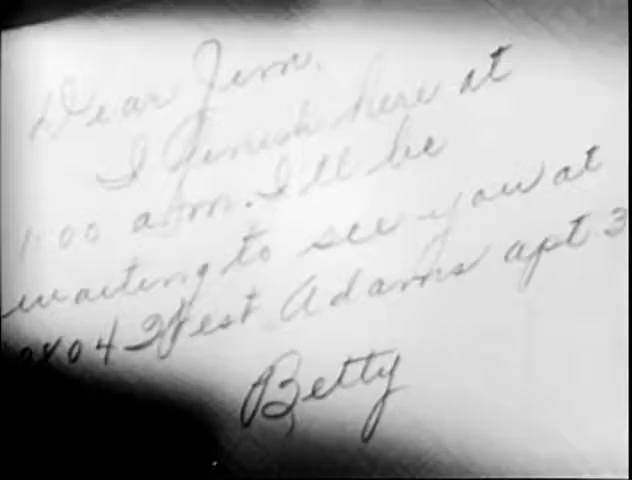 Dear Jim.
I finish here at
1:00 a.m. I'll be
waiting to see you at
2404 West Adams apt 3
Betty